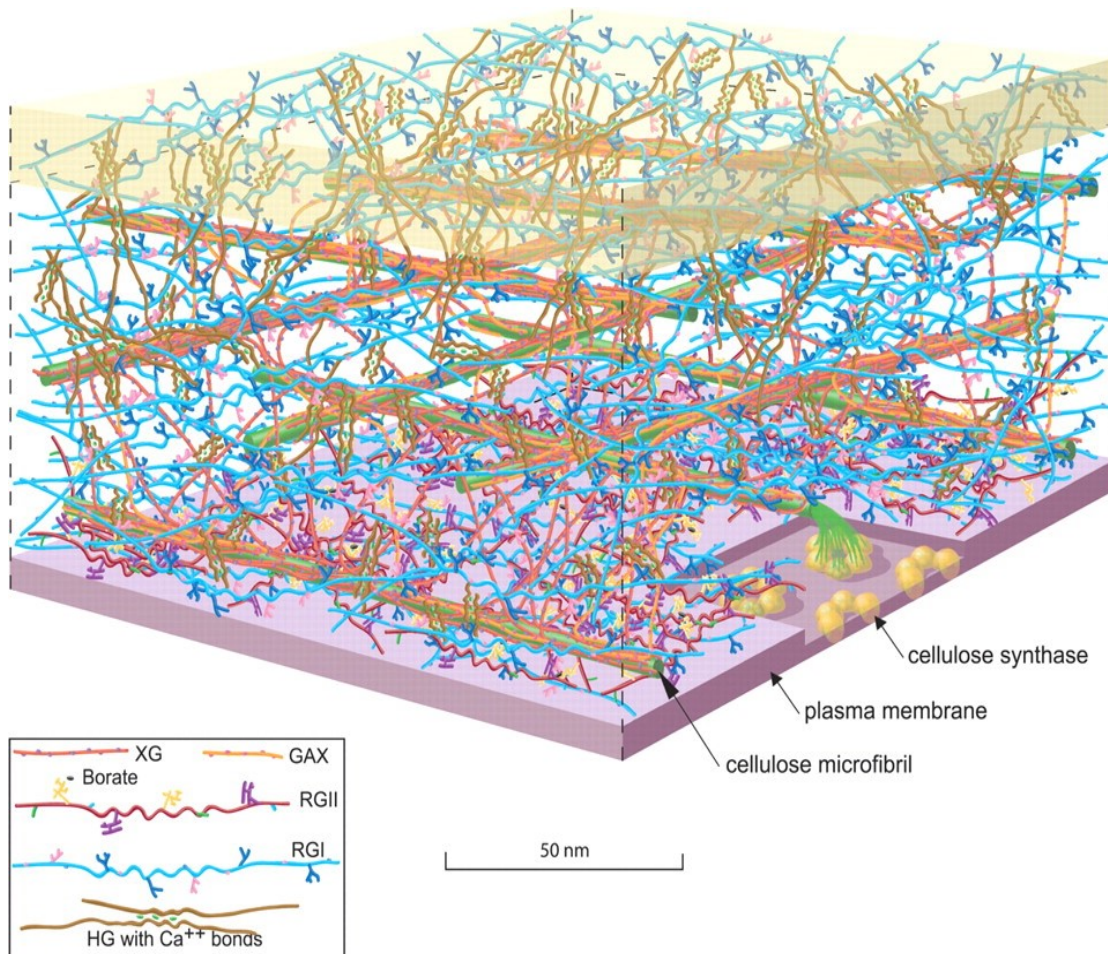 cellulose synthase
plasma membrane
cellulose microfibril
XG
GAX
Borate
RGII
RGI
HG with Ca++ bonds
50 nm